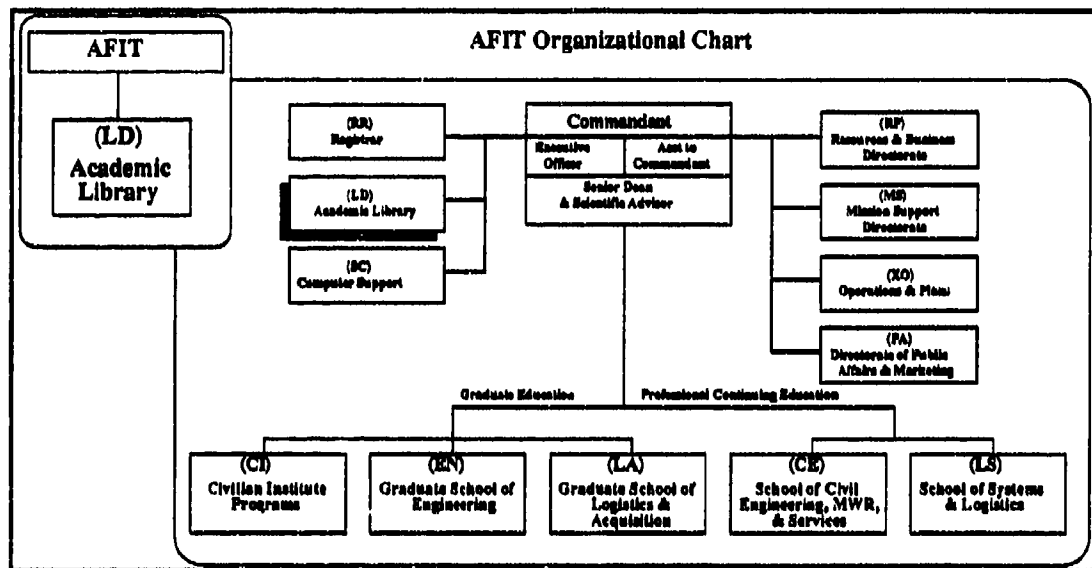 AFIT
(LD)
Academic
Library
AFIT Organizational Chart
(RR)
Registrar
(LD)
Academic Library
(SC)
Computer Support
Commandant
Executive
Officer
Asst to
Commandant
Senior Dean
& Scientific Advisor
(RP)
Resources & Business
Directorate
(MS)
Mission Support
Directorate
(XO)
Operations & Plans
(PA)
Directorate of Public
Affairs & Marketing
Graduate Education
Professional Continuing Education
(CI)
Civilian Institute
Programs
(EN)
Graduate School of
Engineering
(LA)
Graduate School of
Logistics &
Acquisition
(CE)
School of Civil
Engineering, MWR,
& Services
(LS)
School of Systems
& Logistics